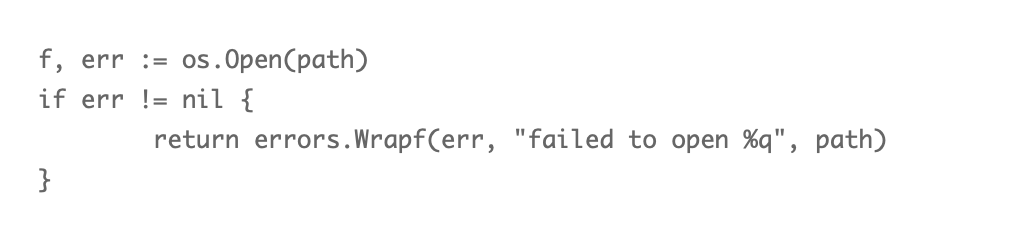 f, err := os.Open(path)
if err != nil {
        return errors.Wrapf(err, "failed to open %q", path)
}